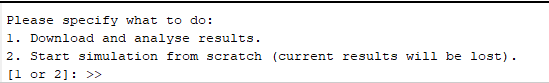 Please specify what to do:
1. Download and analyse results.
2. Start simulation from scratch (current results will be lost).
[1 or 2]: >>